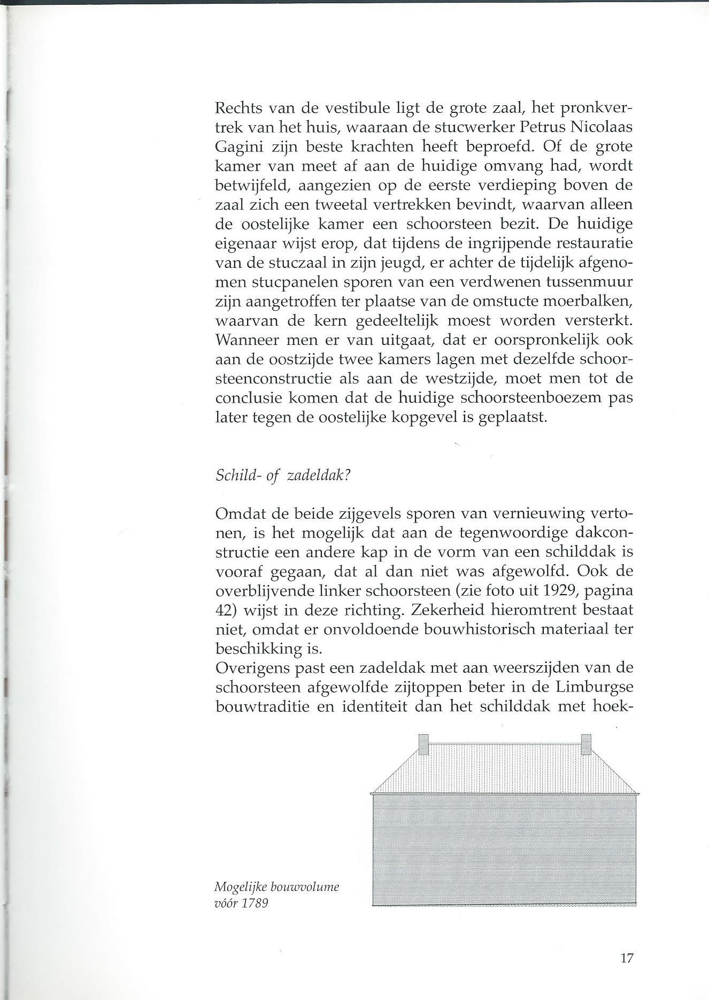 Rechts van de vestibule ligt de grote zaal, het pronkver-
trek van het huis, waaraan de stucwerker Petrus Nicolaas
Gagini zijn beste krachten heeft beproefd. Of de grote
kamer van meet af aan de huidige omvang had, wordt
betwijfeld, aangezien op de eerste verdieping boven de
zaal zich een tweetal vertrekken bevindt, waarvan alleen
de oostelijke kamer een schoorsteen bezit. De huidige
eigenaar wijst erop, dat tijdens de ingrijpende restauratie
van de stuczaal in zijn jeugd, er achter de tijdelijk afgeno-
men stucpanelen sporen van een verdwenen tussenmuur
zijn aangetroffen ter plaatse van de omstucte moerbalken,
waarvan de kern gedeeltelijk moest worden versterkt.
Wanneer men er van uitgaat, dat er oorspronkelijk ook
aan de oostzijde twee kamers lagen met dezelfde schoor-
steenconstructie als aan de westzijde, moet men tot de
conclusie komen dat de huidige schoorsteenboezem pas
later tegen de oostelijke kopgevel is geplaatst.
Schild- of zadeldak?
Omdat de beide zijgevels sporen van vernieuwing verto-
nen, is het mogelijk dat aan de tegenwoordige dakcon-
structie een andere kap in de vorm van een schilddak is
vooraf gegaan, dat al dan niet was afgewolfd. Ook de
overblijvende linker schoorsteen (zie foto uit 1929, pagina
42) wijst in deze richting. Zekerheid hieromtrent bestaat
niet, omdat er onvoldoende bouwhistorisch materiaal ter
beschikking is.
Overigens past een zadeldak met aan weerszijden van de
schoorsteen afgewolfde zijtoppen beter in de Limburgse
bouwtraditie en identiteit dan het schilddak met hoek-
Mogelijke bouwvolume
vóór 1789
17